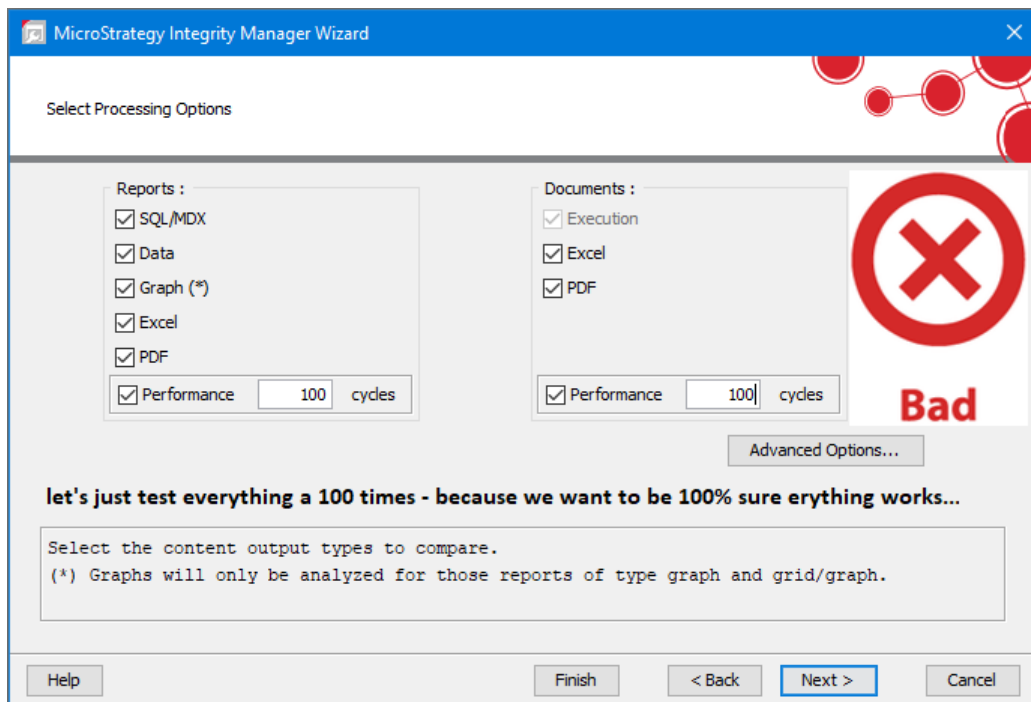 MicroStrategy Integrity Manager Wizard
Select Processing Options
Reports :
SQL/MDX
Data
Graph (*)
Excel
PDF
Performance 100 cycles
Documents :
Execution
Excel
PDF
Performance 100 cycles
Bad
Advanced Options...
let's just test everything a 100 times - because we want to be 100% sure erything works...
Select the content output types to compare.
(*) Graphs will only be analyzed for those reports of type graph and grid/graph.
Help
Finish
< Back
Next >
Cancel